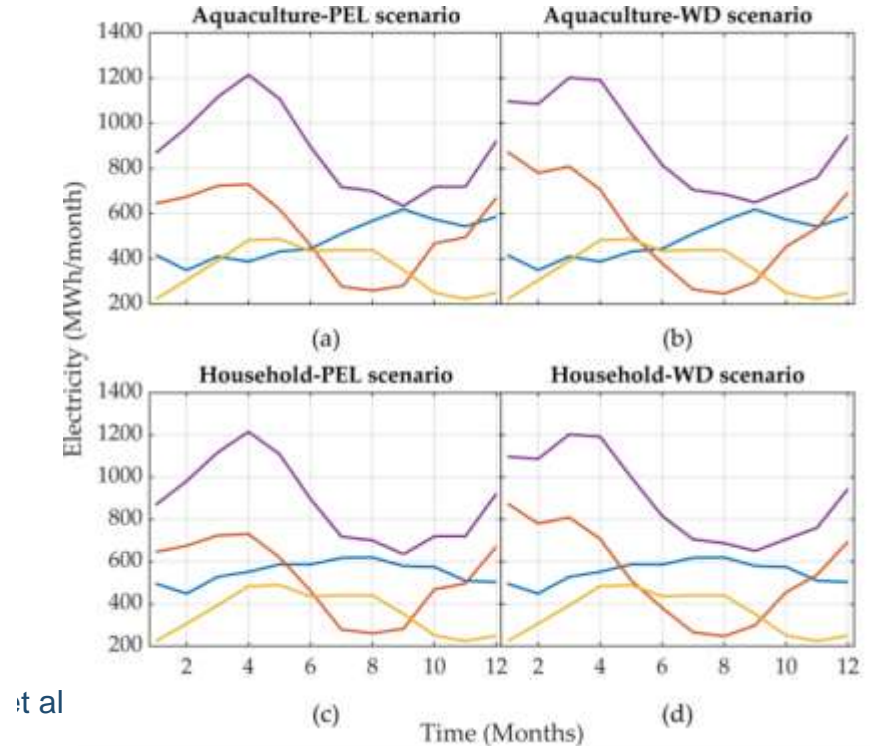 Aquaculture-PEL scenario
Aquaculture-WD scenario
1400
1200
1000
800
600
400
200
(a)
(b)
Electricity (MWh/month)
Household-PEL scenario
Household-WD scenario
1400
1200
1000
800
600
400
200
2 4 6 8 10 12
2 4 6 8 10 12
(c)
(d)
Time (Months)
et al